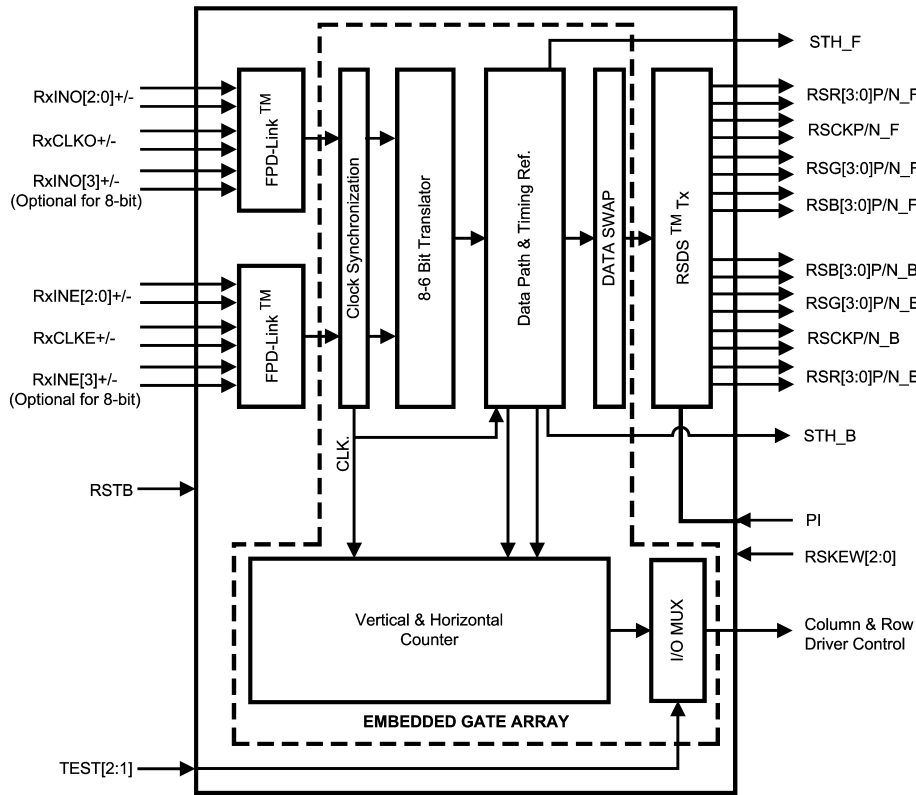 STH_F
RxINO[2:0]+/-
RxCLKO+/-
RxINO[3]+/-
(Optional for 8-bit)
FPD-Link TM
RxINE[2:0]+/-
RxCLKE+/-
RxINE[3]+/-
(Optional for 8-bit)
FPD-Link TM
Clock Synchronization
8-6 Bit Translator
Data Path & Timing Ref.
DATA SWAP
RSDS TM Tx
RSR[3:0]P/N_F
RSCKP/N_F
RSG[3:0]P/N_F
RSB[3:0]P/N_F
RSB[3:0]P/N_B
RSG[3:0]P/N_B
RSCKP/N_B
RSR[3:0]P/N_B
STH_B
CLK.
RSTB
PI
RSKEW[2:0]
Vertical & Horizontal
Counter
I/O MUX
Column & Row
Driver Control
EMBEDDED GATE ARRAY
TEST[2:1]